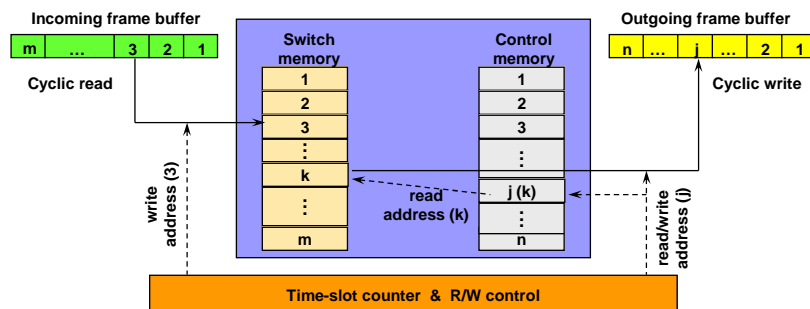 Incoming frame buffer
Outgoing frame buffer
m … 3 2 1
n … j … 2 1
Cyclic read
Cyclic write
Switch memory
Control memory
1
2
3
⋮
k
⋮
m
1
2
3
⋮
j (k)
⋮
n
read
address (k)
write
address (3)
read/write
address (j)
Time-slot counter & R/W control